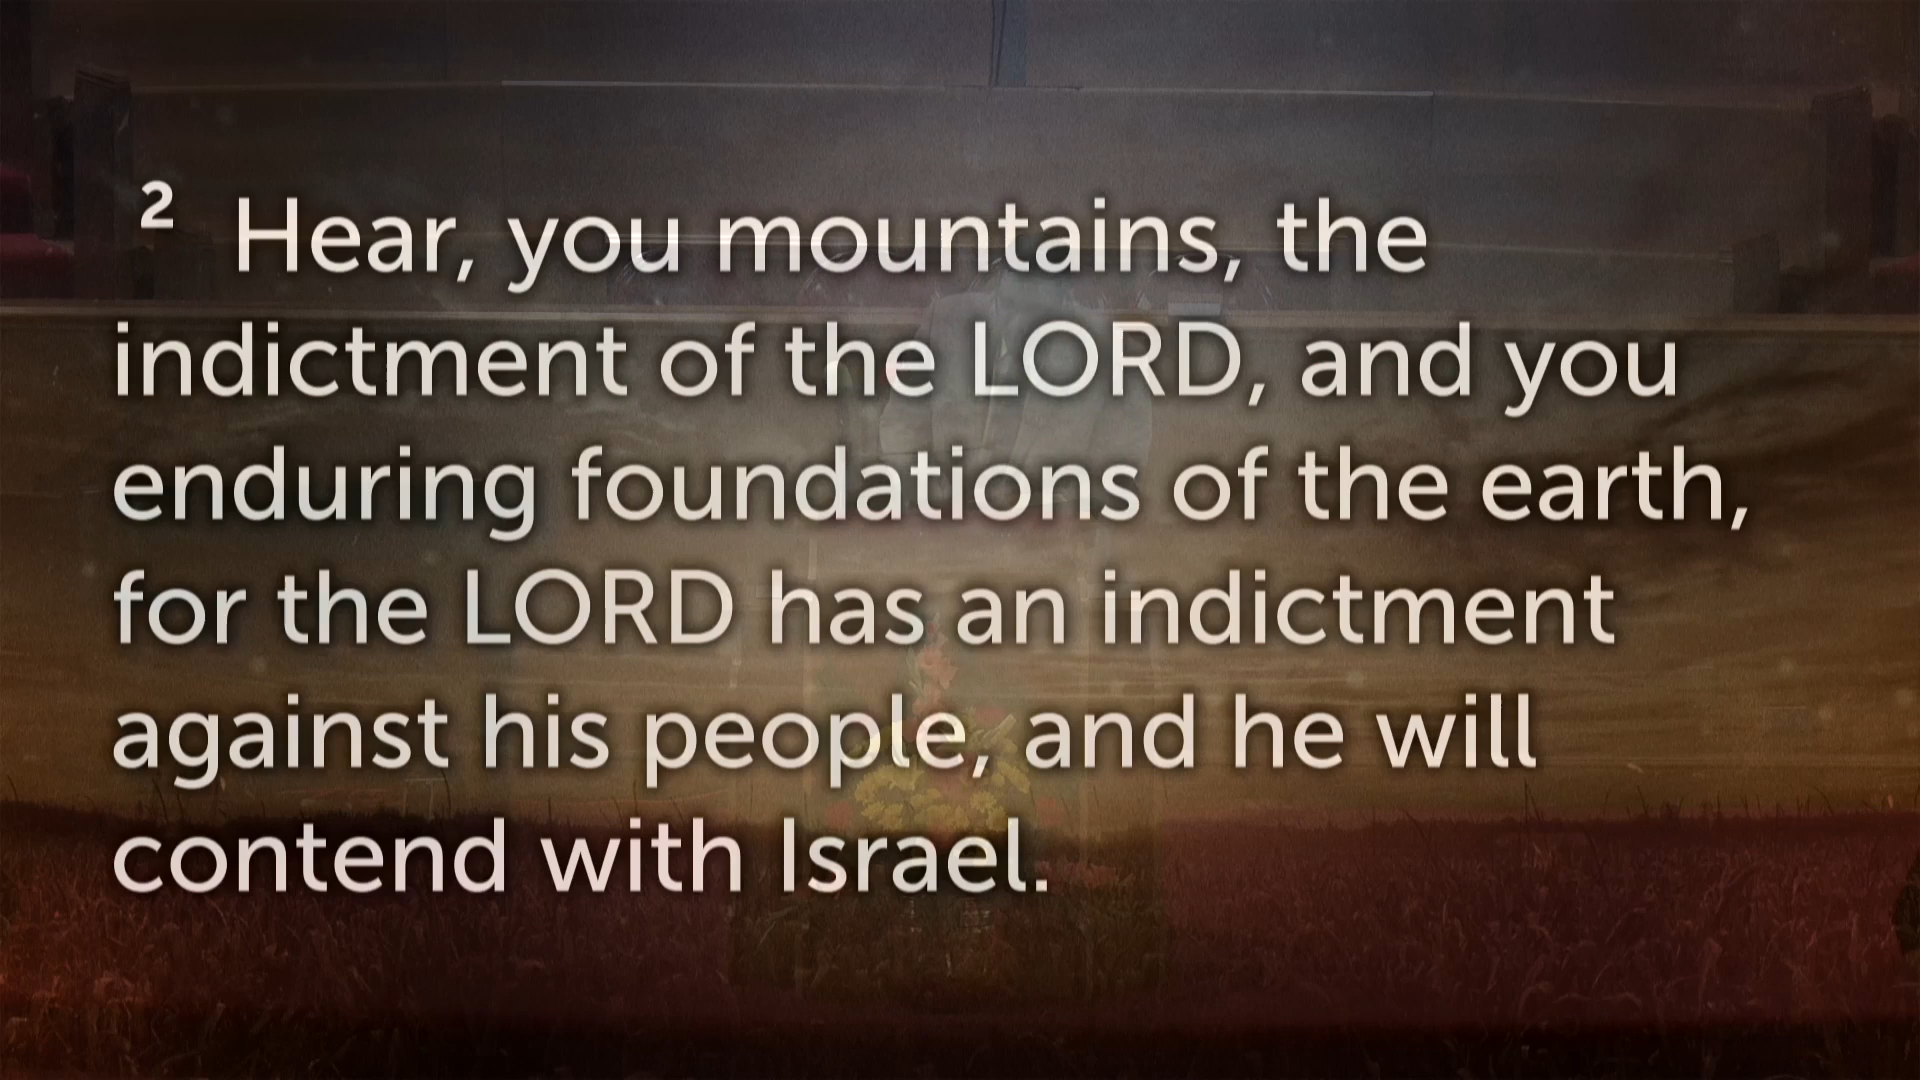 ² Hear, you mountains, the
indictment of the LORD, and you
enduring foundations of the earth,
for the LORD has an indictment
against his people, and he will
contend with Israel.